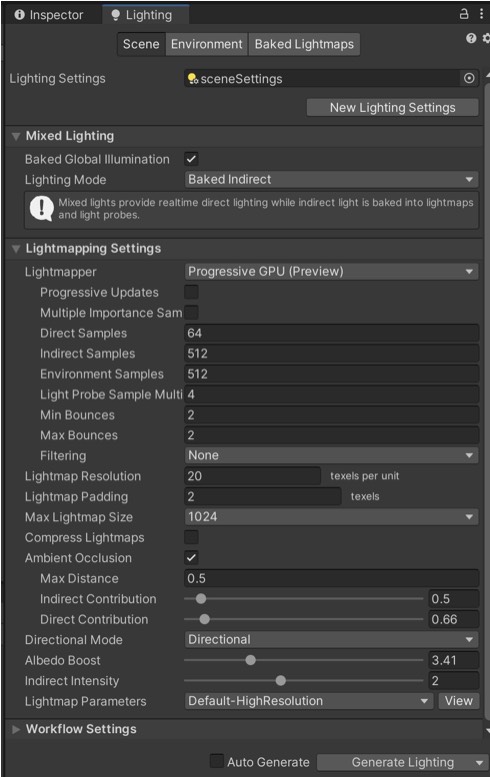 Inspector
Lighting
Scene Environment Baked Lightmaps
Lighting Settings sceneSettings
New Lighting Settings
Mixed Lighting
Baked Global Illumination
Lighting Mode Baked Indirect
Mixed lights provide realtime direct lighting while indirect light is baked into lightmaps
and light probes.
Lightmapping Settings
Lightmapper Progressive GPU (Preview)
Progressive Updates
Multiple Importance Sam
Direct Samples 64
Indirect Samples 512
Environment Samples 512
Light Probe Sample Multi 4
Min Bounces 2
Max Bounces 2
Filtering None
Lightmap Resolution 20 texels per unit
Lightmap Padding 2 texels
Max Lightmap Size 1024
Compress Lightmaps
Ambient Occlusion
Max Distance 0.5
Indirect Contribution 0.5
Direct Contribution 0.66
Directional Mode Directional
Albedo Boost 3.41
Indirect Intensity 2
Lightmap Parameters Default-HighResolution View
Workflow Settings
Auto Generate Generate Lighting